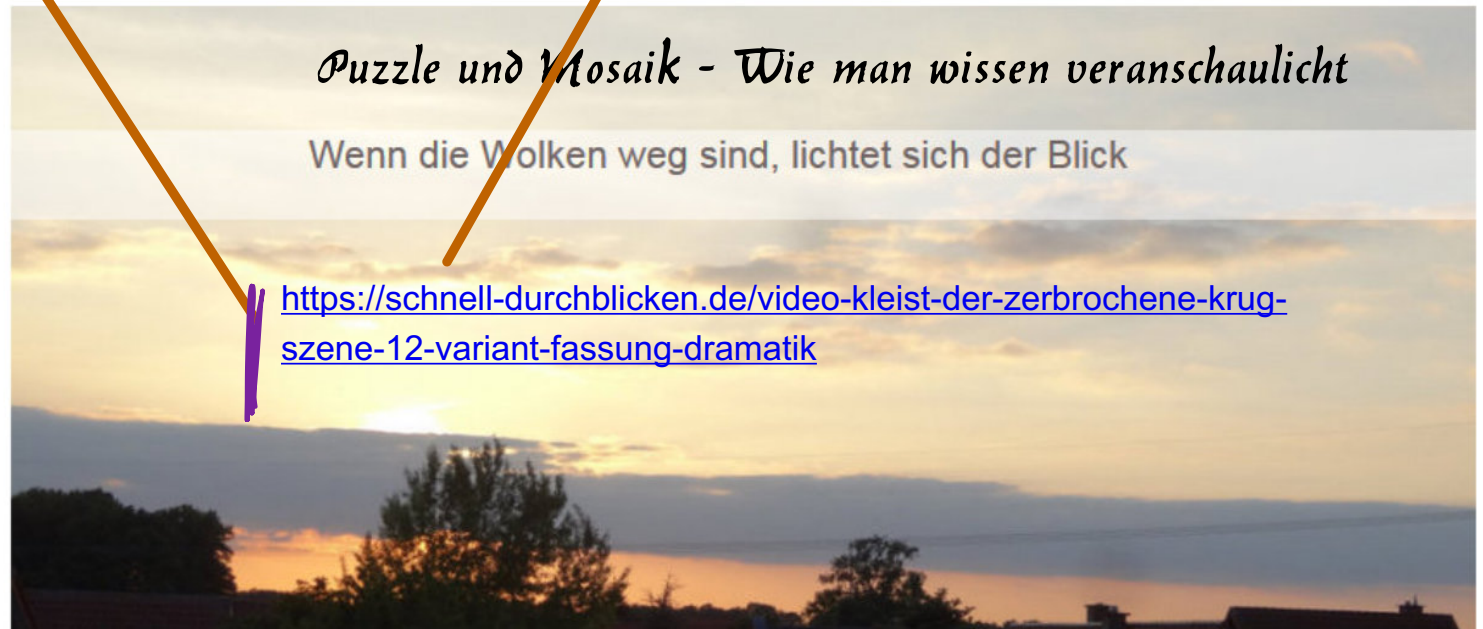 Puzzle und Mosaik - Wie man wissen veranschaulicht
Wenn die Wolken weg sind, lichtet sich der Blick
https://schnell-durchblicken.de/video-kleist-der-zerbrochene-krug-
szene-12-variant-fassung-dramatik